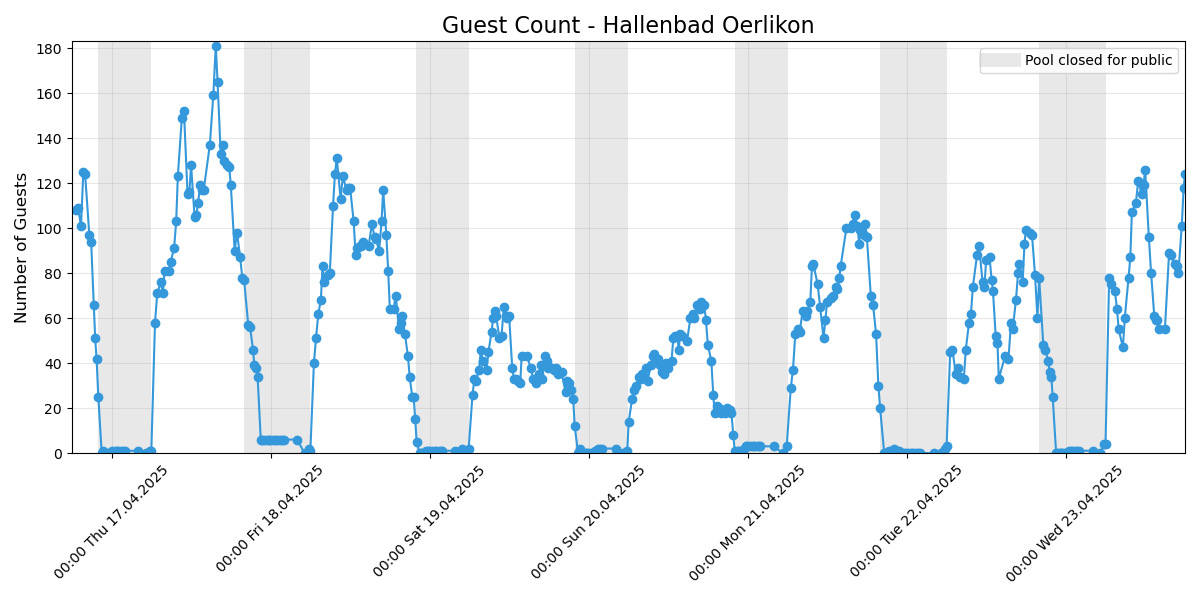 Guest Count - Hallenbad Oerlikon
Pool closed for public
Number of Guests
180
160
140
120
100
80
60
40
20
0
00:00 Thu 17.04.2025
00:00 Fri 18.04.2025
00:00 Sat 19.04.2025
00:00 Sun 20.04.2025
00:00 Mon 21.04.2025
00:00 Tue 22.04.2025
00:00 Wed 23.04.2025